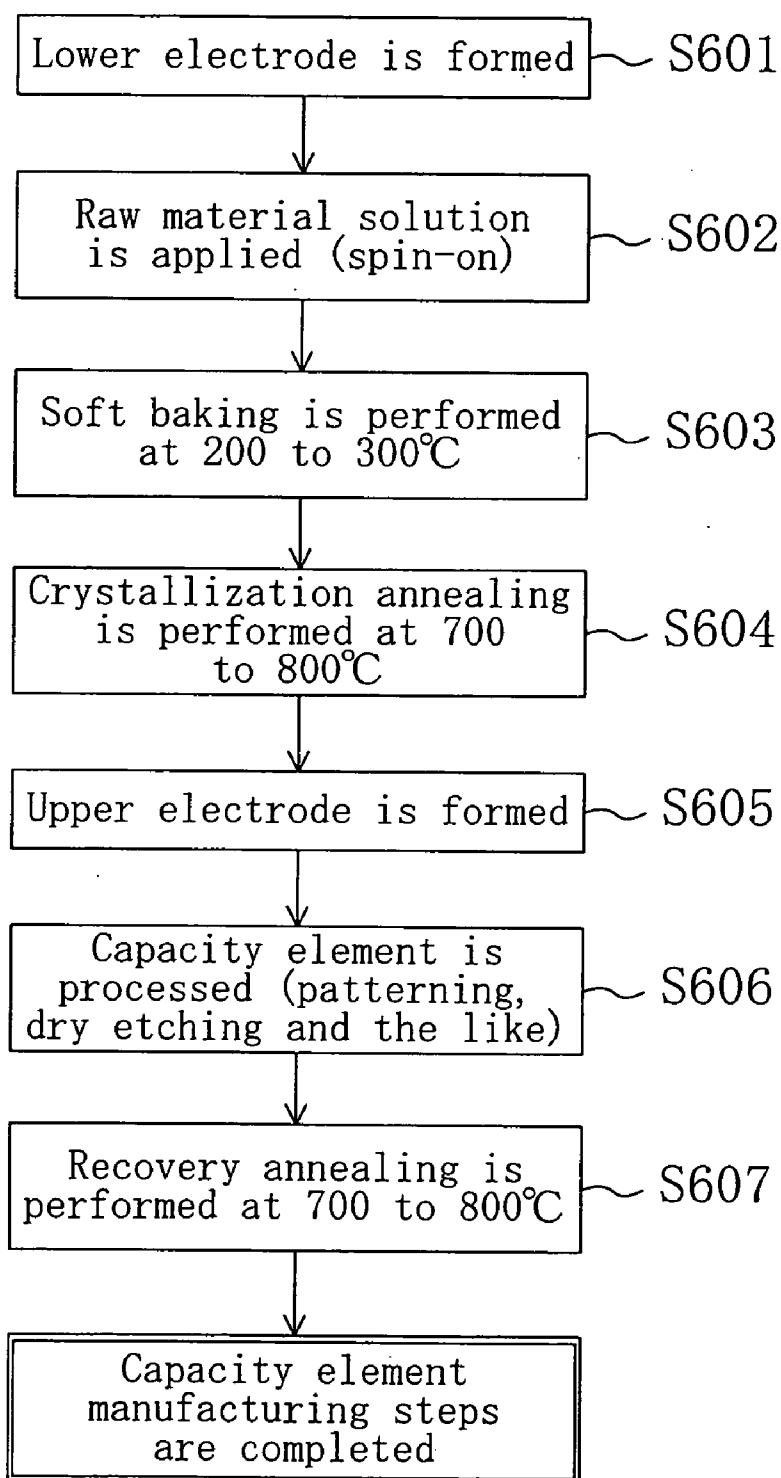 Lower electrode is formed
S601
Raw material solution
is applied (spin-on)
S602
Soft baking is performed
at 200 to 300℃
S603
Crystallization annealing
is performed at 700
to 800℃
S604
Upper electrode is formed
S605
Capacity element is
processed (patterning,
dry etching and the like)
S606
Recovery annealing is
performed at 700 to 800℃
S607
Capacity element
manufacturing steps
are completed